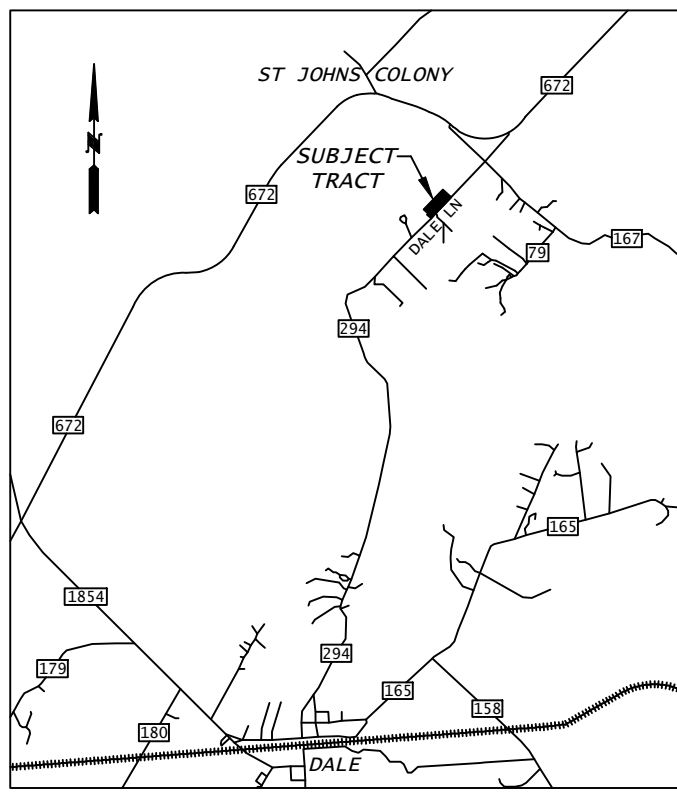 ST JOHNS COLONY
672
SUBJECT
TRACT
672
DALE LN
167
79
294
672
165
1854
294
179
165
158
180
DALE
N